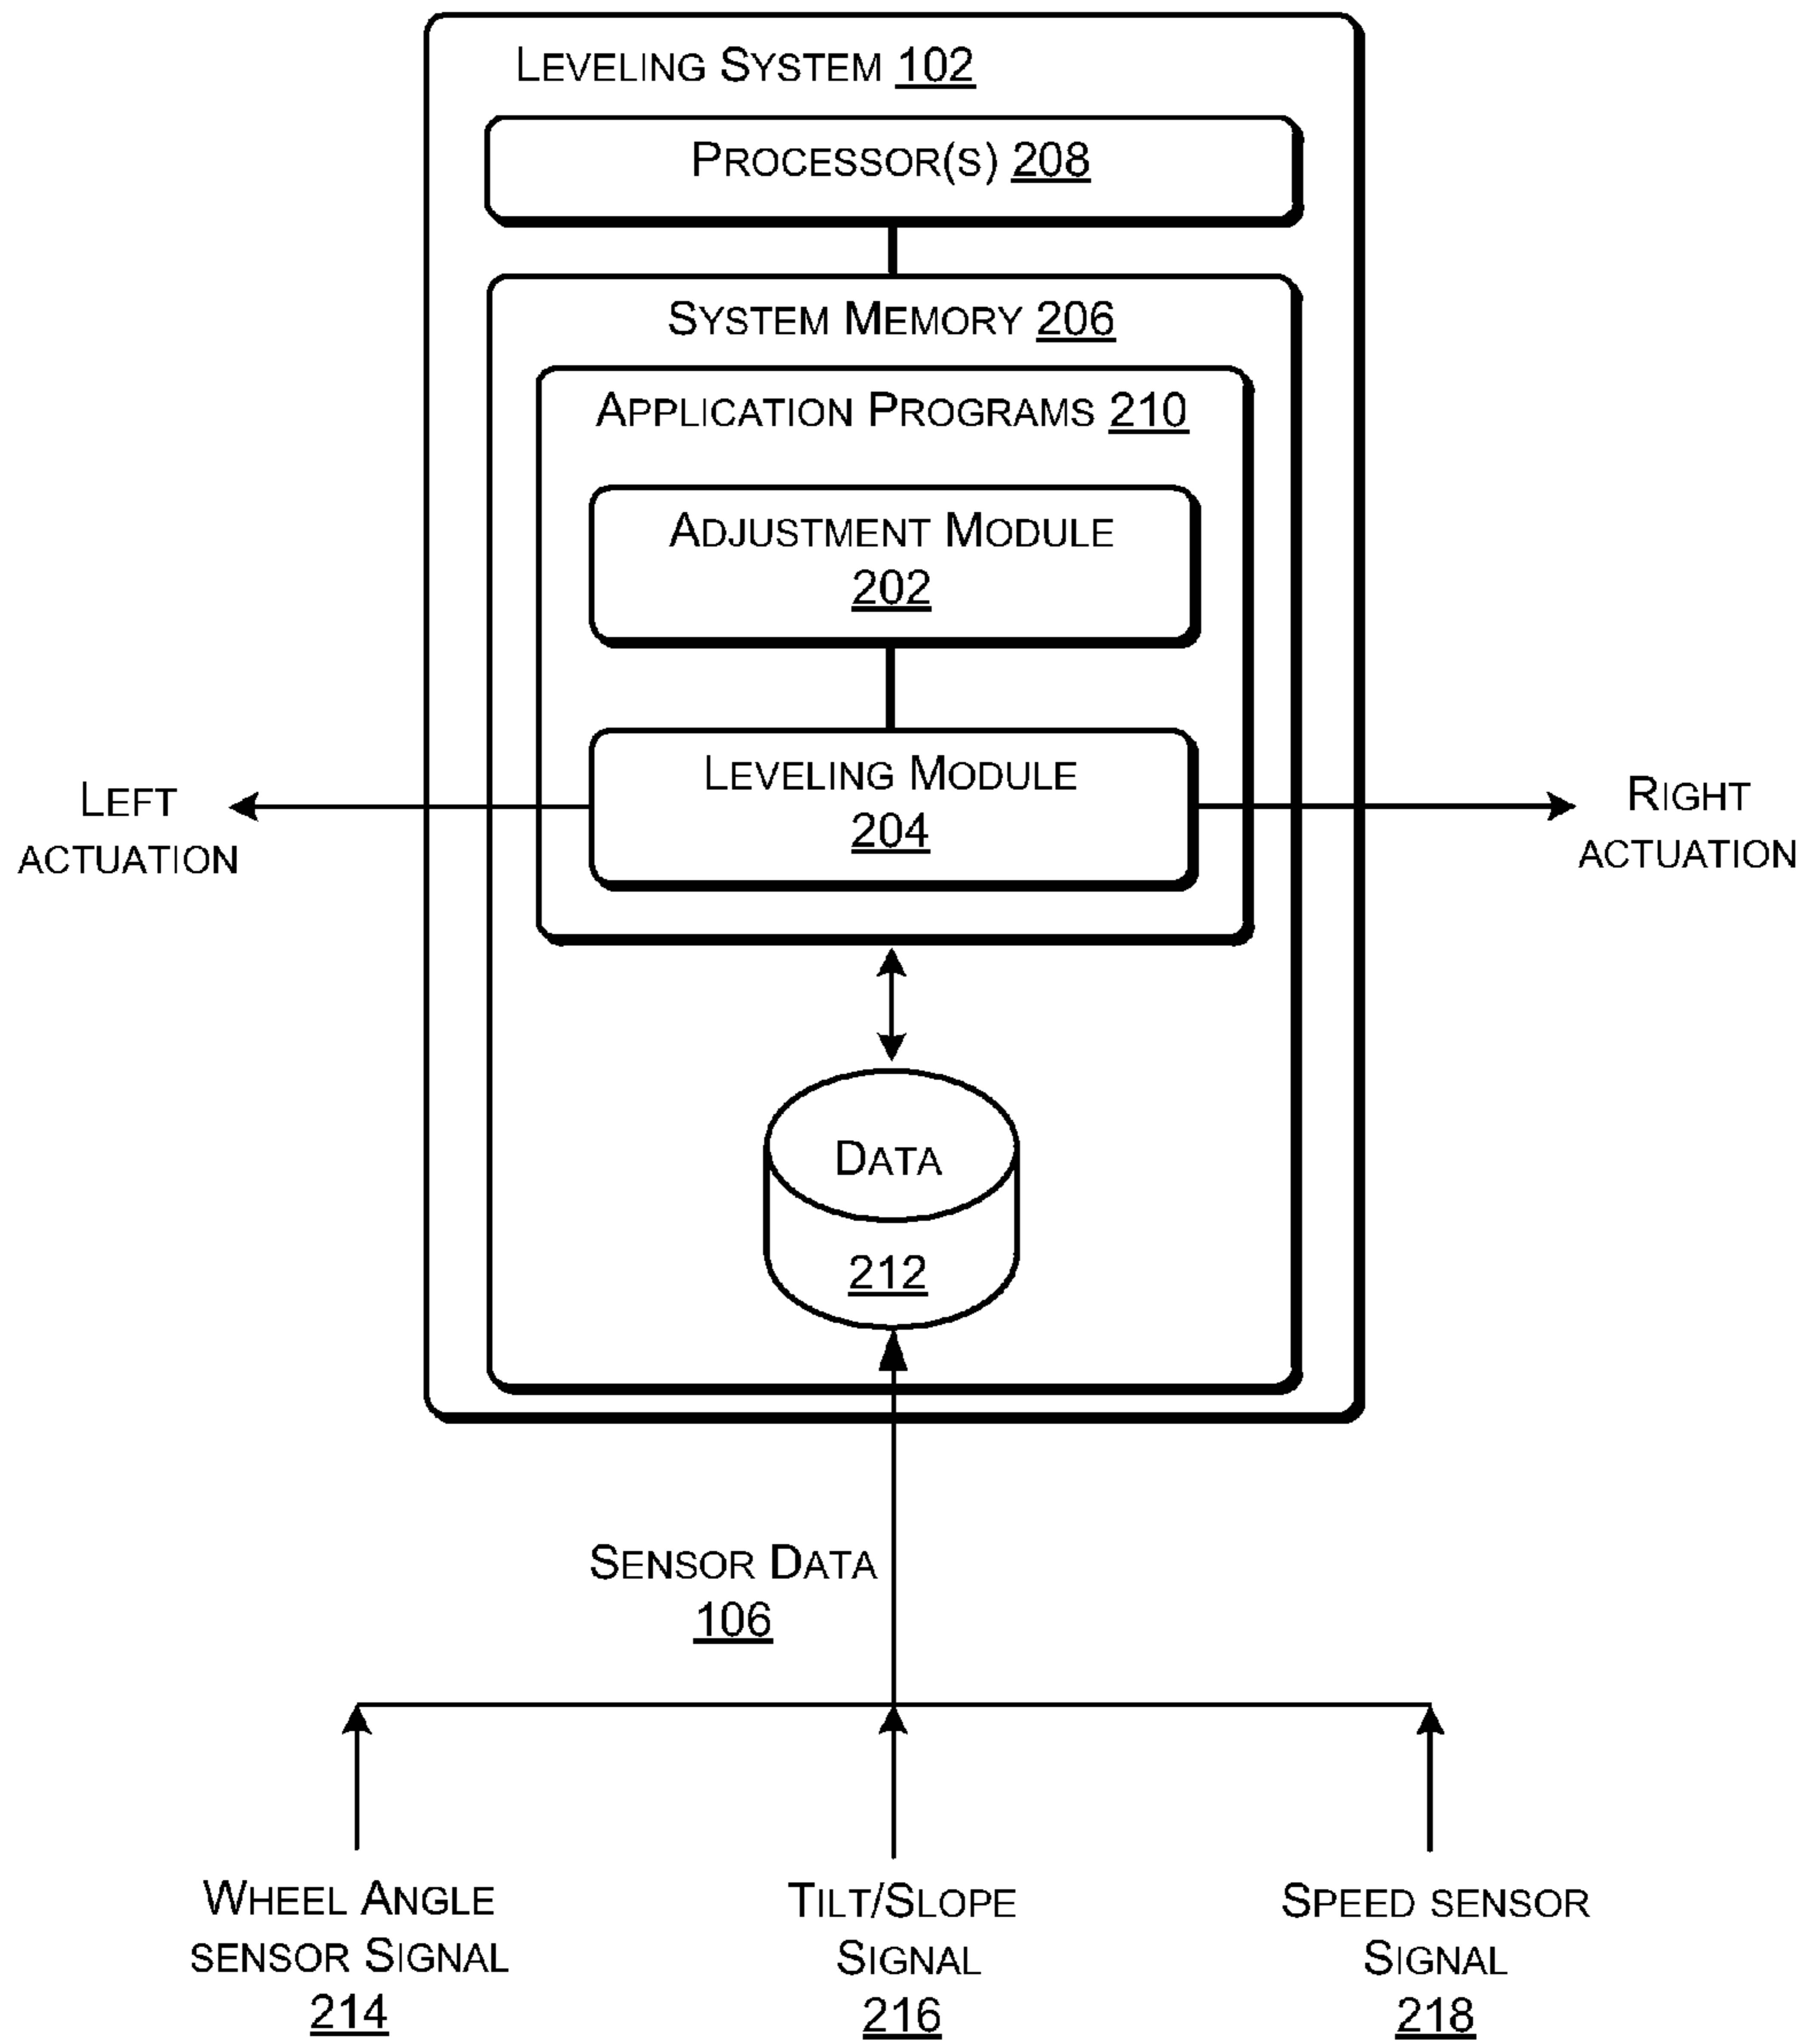 LEVELING SYSTEM 102
PROCESSOR(S) 208
SYSTEM MEMORY 206
APPLICATION PROGRAMS 210
ADJUSTMENT MODULE
202
LEVELING MODULE
204
LEFT
ACTUATION
RIGHT
ACTUATION
DATA
212
SENSOR DATA
106
WHEEL ANGLE
SENSOR SIGNAL
214
TILT/SLOPE
SIGNAL
216
SPEED SENSOR
SIGNAL
218